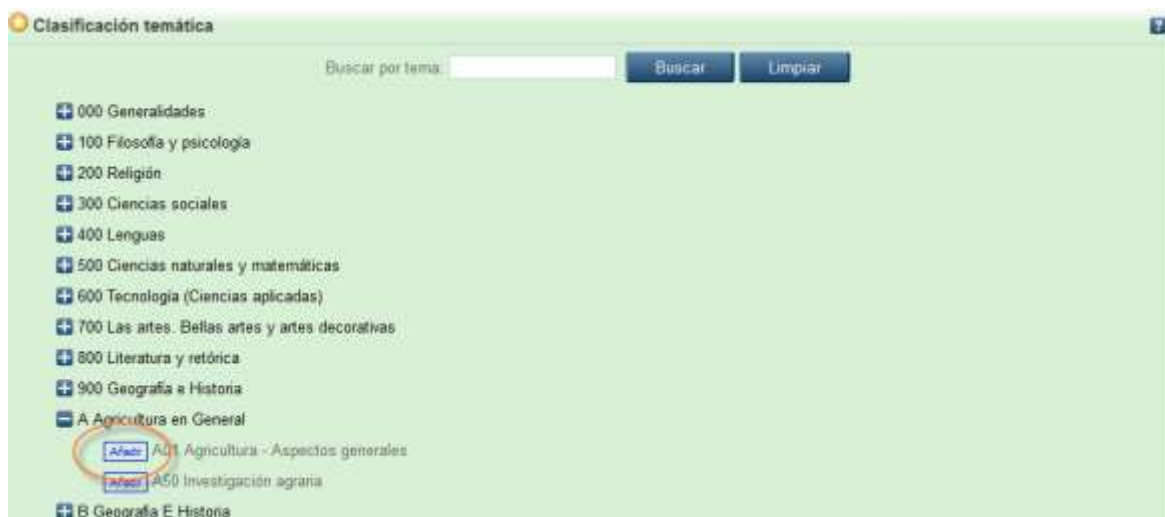 Clasificación temática
Buscar por tema: Buscar Limpiar
000 Generalidades
100 Filosofía y psicología
200 Religión
300 Ciencias sociales
400 Lenguas
500 Ciencias naturales y matemáticas
600 Tecnología (Ciencias aplicadas)
700 Las artes. Bellas artes y artes decorativas
800 Literatura y retórica
900 Geografía e Historia
A Agricultura en General
Añadir A01 Agricultura - Aspectos generales
Añadir A50 Investigación agraria
B Geografía E Historia